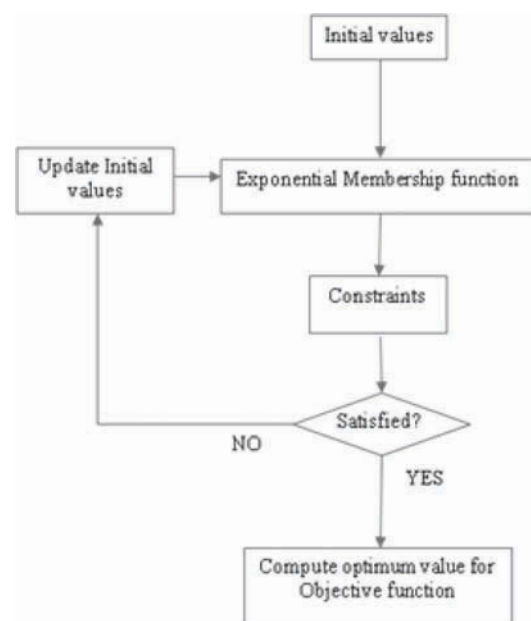 Initial values
Update Initial
values
Exponential Membership function
Constraints
Satisfied?
NO
YES
Compute optimum value for
Objective function